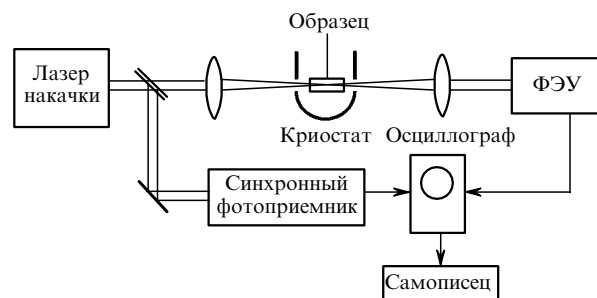 Образец
Лазер
накачки
ФЭУ
Криостат
Осциллограф
Синхронный
фотоприемник
Самописец